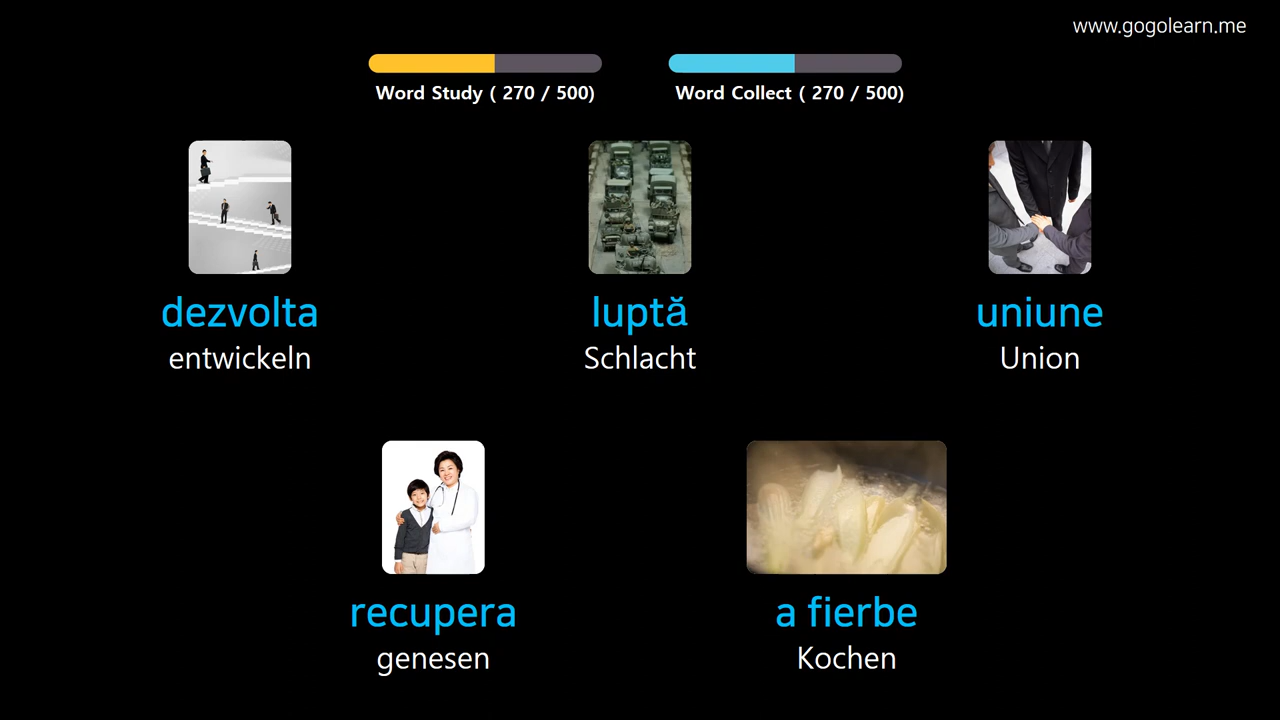 www.gogolearn.me
Word Study ( 270 / 500)
Word Collect ( 270 / 500)
dezvolta
entwickeln
luptă
Schlacht
uniune
Union
recupera
genesen
a fierbe
Kochen